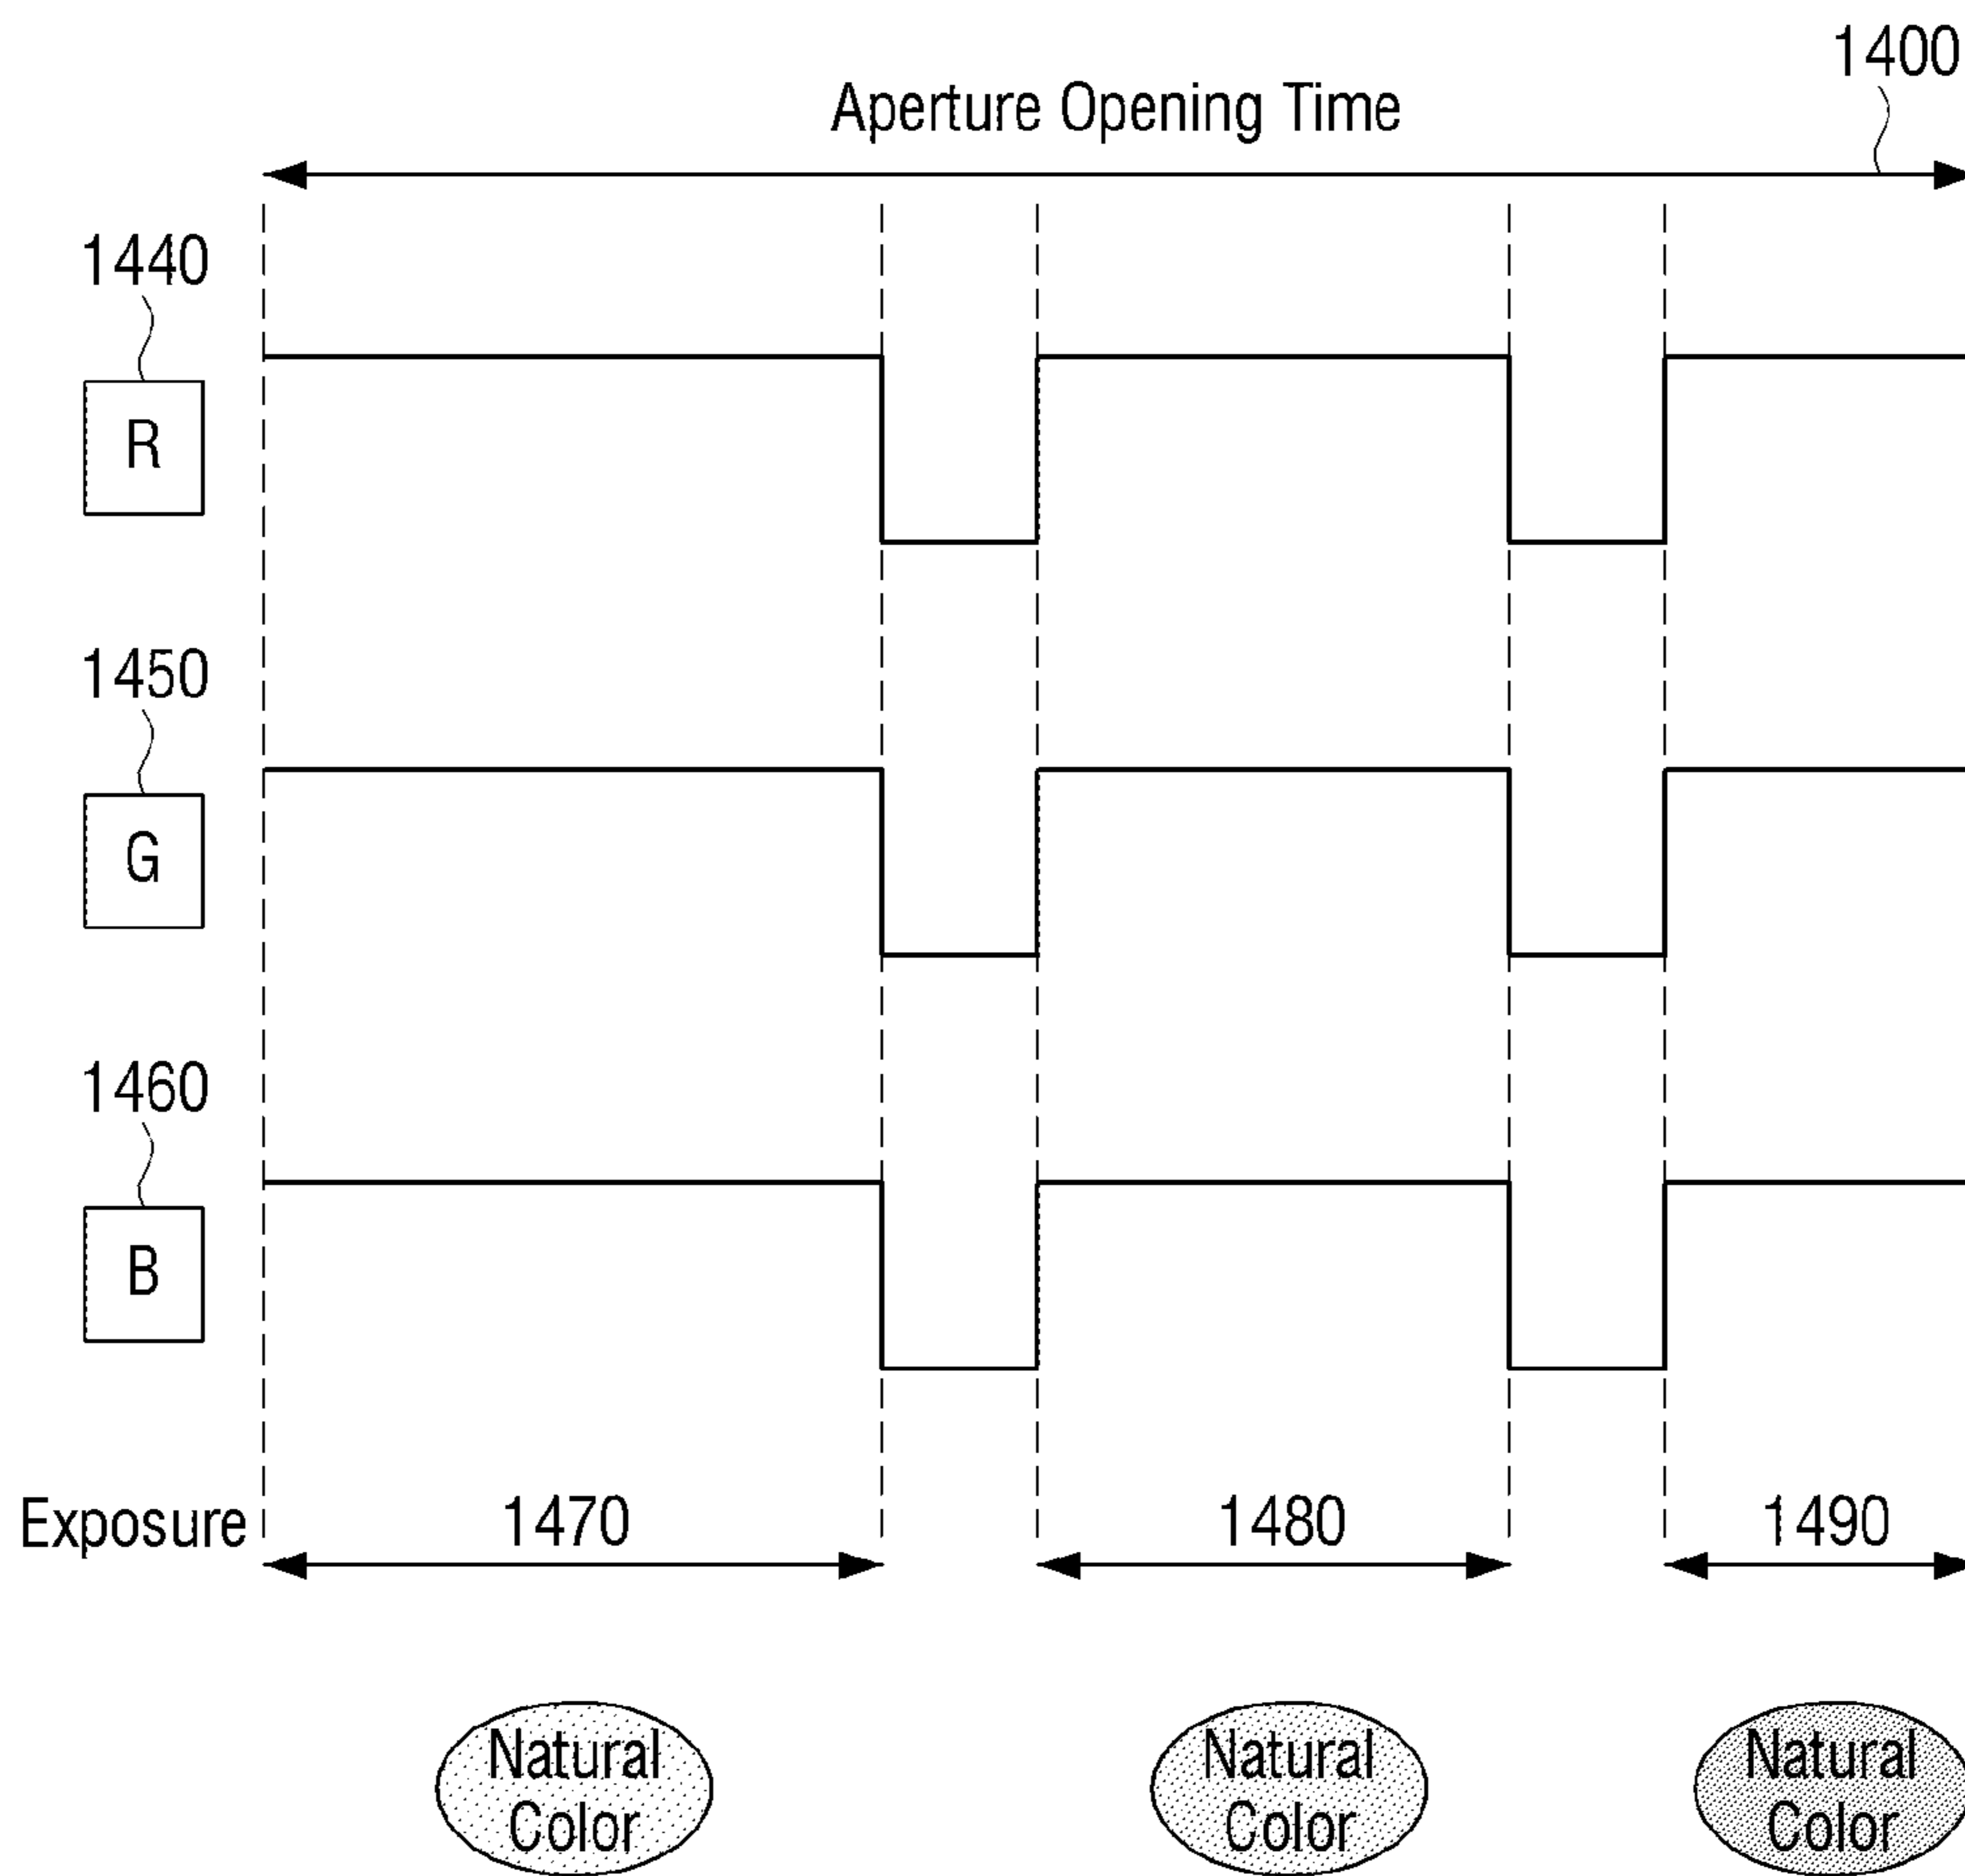 1400
Aperture Opening Time
1440
R
1450
G
1460
B
Exposure
1470
1480
1490
Natural
Color
Natural
Color
Natural
Color